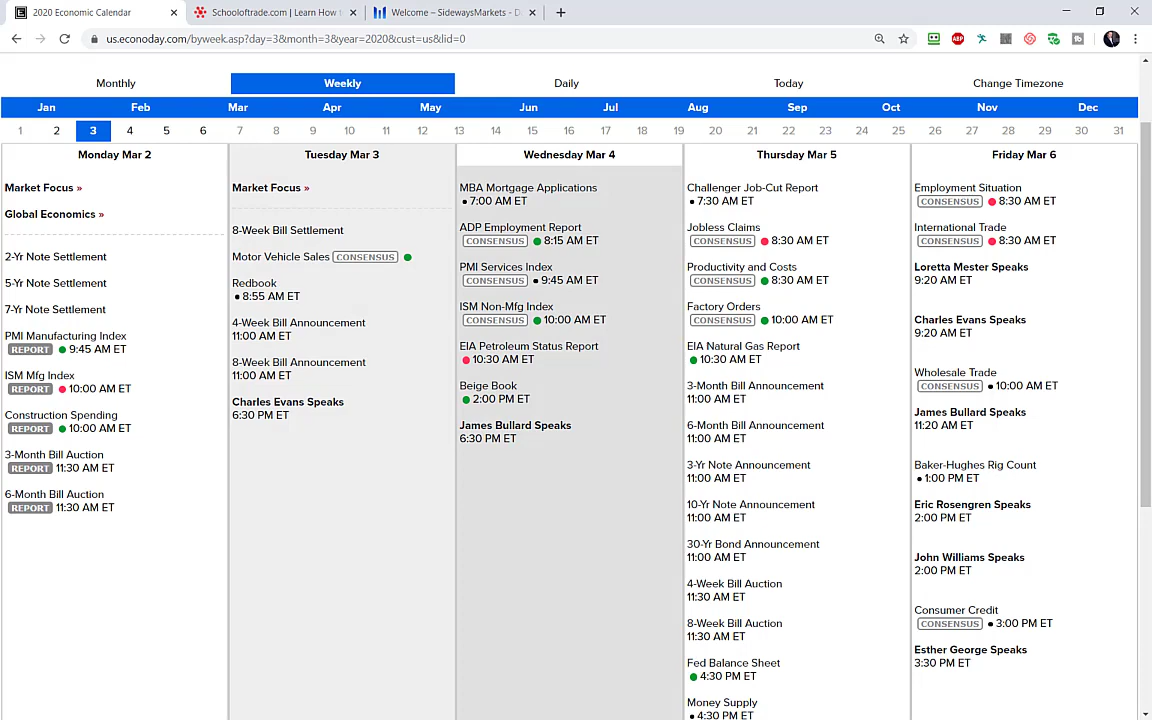 2020 Economic Calendar
Schooloftrade.com | Learn How
Welcome – SidewaysMarkets - D
us.econoday.com/byweek.asp?day=3&month=3&year=2020&cust=us&lid=0
Monthly Weekly Daily Today Change Timezone
Jan Feb Mar Apr May Jun Jul Aug Sep Oct Nov Dec
1 2 3 4 5 6 7 8 9 10 11 12 13 14 15 16 17 18 19 20 21 22 23 24 25 26 27 28 29 30 31
Monday Mar 2
Market Focus »
Global Economics »
2-Yr Note Settlement
5-Yr Note Settlement
7-Yr Note Settlement
PMI Manufacturing Index
REPORT 9:45 AM ET
ISM Mfg Index
REPORT 10:00 AM ET
Construction Spending
REPORT 10:00 AM ET
3-Month Bill Auction
REPORT 11:30 AM ET
6-Month Bill Auction
REPORT 11:30 AM ET
Tuesday Mar 3
Market Focus »
8-Week Bill Settlement
Motor Vehicle Sales CONSENSUS
Redbook
8:55 AM ET
4-Week Bill Announcement
11:00 AM ET
8-Week Bill Announcement
11:00 AM ET
Charles Evans Speaks
6:30 PM ET
Wednesday Mar 4
MBA Mortgage Applications
7:00 AM ET
ADP Employment Report
CONSENSUS 8:15 AM ET
PMI Services Index
CONSENSUS 9:45 AM ET
ISM Non-Mfg Index
CONSENSUS 10:00 AM ET
EIA Petroleum Status Report
10:30 AM ET
Beige Book
2:00 PM ET
James Bullard Speaks
6:30 PM ET
Thursday Mar 5
Challenger Job-Cut Report
7:30 AM ET
Jobless Claims
CONSENSUS 8:30 AM ET
Productivity and Costs
CONSENSUS 8:30 AM ET
Factory Orders
CONSENSUS 10:00 AM ET
EIA Natural Gas Report
10:30 AM ET
3-Month Bill Announcement
11:00 AM ET
6-Month Bill Announcement
11:00 AM ET
3-Yr Note Announcement
11:00 AM ET
10-Yr Note Announcement
11:00 AM ET
30-Yr Bond Announcement
11:00 AM ET
4-Week Bill Auction
11:30 AM ET
8-Week Bill Auction
11:30 AM ET
Fed Balance Sheet
4:30 PM ET
Money Supply
4:30 PM ET
Friday Mar 6
Employment Situation
CONSENSUS 8:30 AM ET
International Trade
CONSENSUS 8:30 AM ET
Loretta Mester Speaks
9:20 AM ET
Charles Evans Speaks
9:20 AM ET
Wholesale Trade
CONSENSUS 10:00 AM ET
James Bullard Speaks
11:20 AM ET
Baker-Hughes Rig Count
1:00 PM ET
Eric Rosengren Speaks
2:00 PM ET
John Williams Speaks
2:00 PM ET
Consumer Credit
CONSENSUS 3:00 PM ET
Esther George Speaks
3:30 PM ET